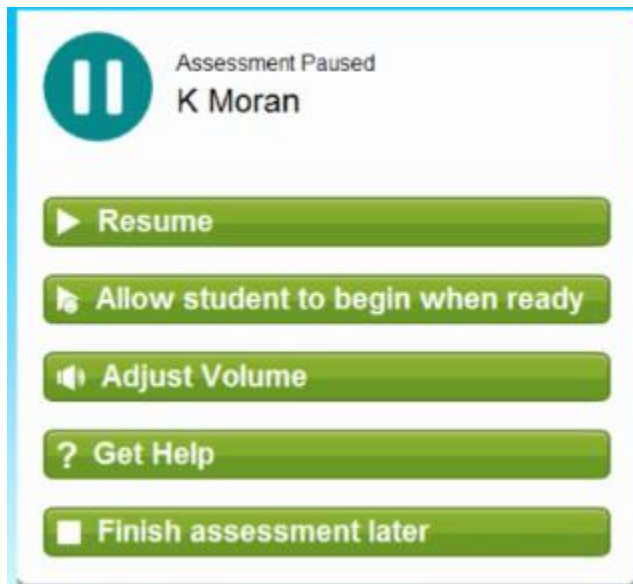 Assessment Paused
K Moran
Resume
Allow student to begin when ready
Adjust Volume
? Get Help
Finish assessment later